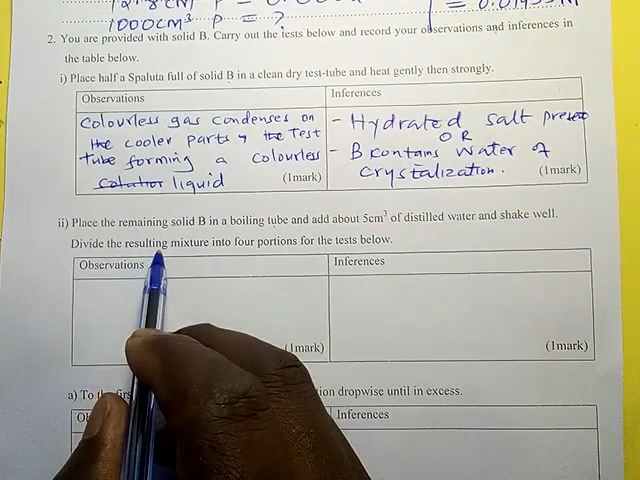 1000cm³ P = ?
2. You are provided with solid B. Carry out the tests below and record your observations and inferences in
the table below.
i) Place half a Spaluta full of solid B in a clean dry test-tube and heat gently then strongly.
Observations
Inferences
Colourless gas condenses on
the cooler parts of the Test
tube forming a colourless
liquid
(1mark)
- Hydrated salt present
OR
- B contains water of
crystalization.
(1mark)
ii) Place the remaining solid B in a boiling tube and add about 5cm³ of distilled water and shake well.
Divide the resulting mixture into four portions for the tests below.
Observations
Inferences
(1mark)
(1mark)
a) To the
dropwise until in excess.
Inferences